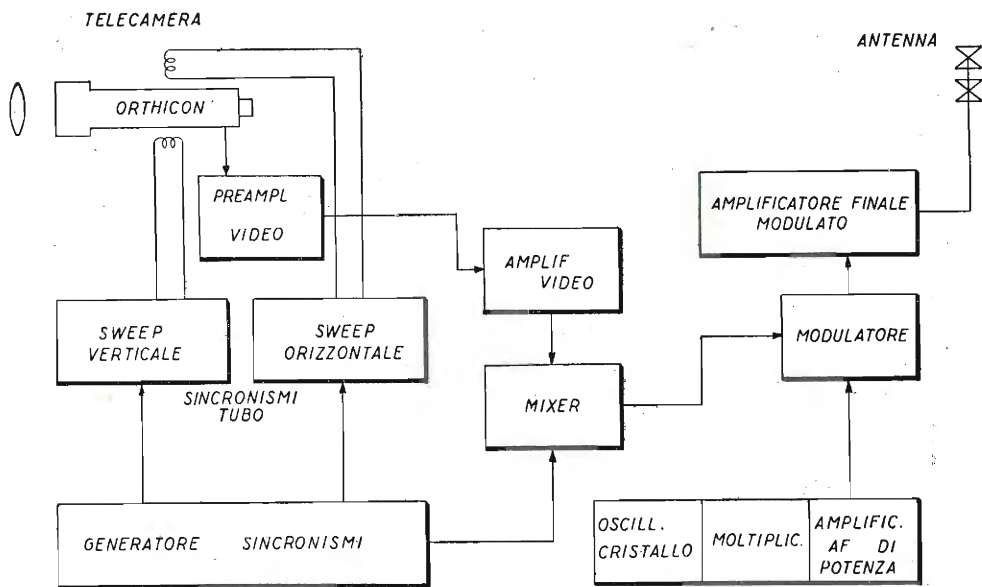 TELECAMERA
ANTENNA
ORTHICON
PREAMPL
VIDEO
AMPLIFICATORE FINALE
MODULATO
AMPLIF
VIDEO
SWEEP
VERTICALE
SWEEP
ORIZZONTALE
MODULATORE
SINCRONISMI
TUBO
MIXER
GENERATORE SINCRONISMI
OSCILL.
CRISTALLO
MOLTIPLIC.
AMPLIFIC.
AF DI
POTENZA